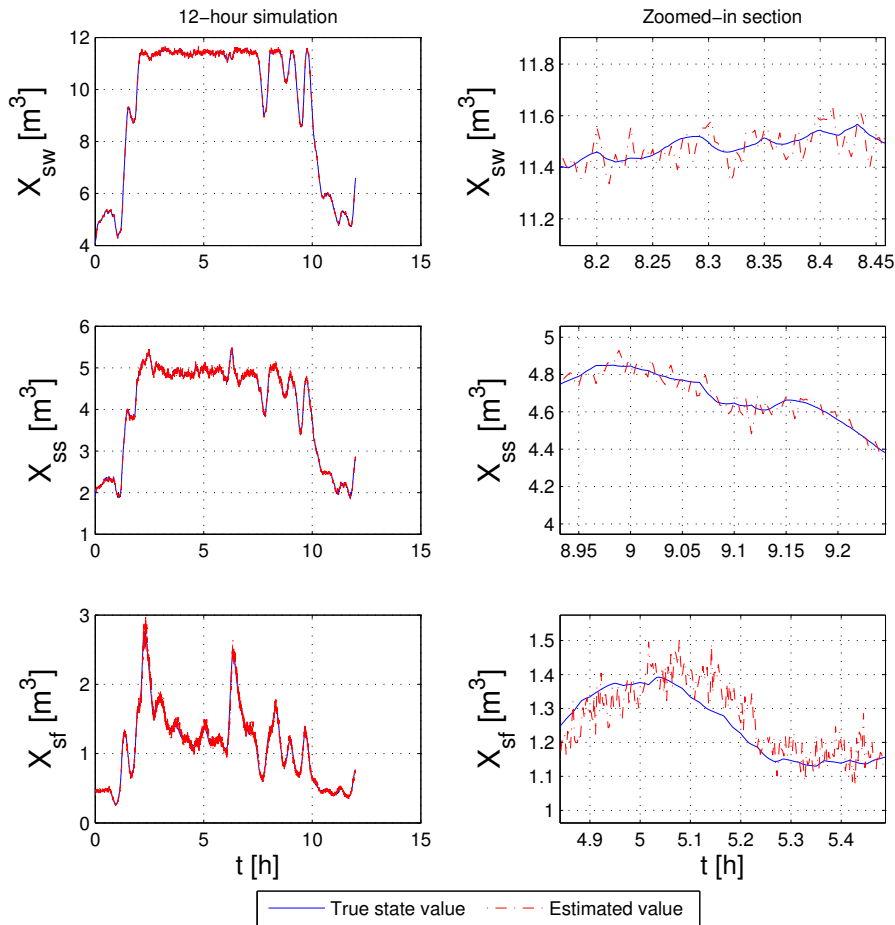 12−hour simulation
Zoomed−in section
X_sw [m^3]
12
10
8
6
4
0 5 10 15
X_sw [m^3]
11.8
11.6
11.4
11.2
8.2 8.25 8.3 8.35 8.4 8.45
X_ss [m^3]
6
5
4
3
2
1
0 5 10 15
X_ss [m^3]
5
4.8
4.6
4.4
4.2
4
8.95 9 9.05 9.1 9.15 9.2
X_sf [m^3]
3
2
1
0
0 5 10 15
t [h]
X_sf [m^3]
1.5
1.4
1.3
1.2
1.1
1
4.9 5 5.1 5.2 5.3 5.4
t [h]
True state value
Estimated value